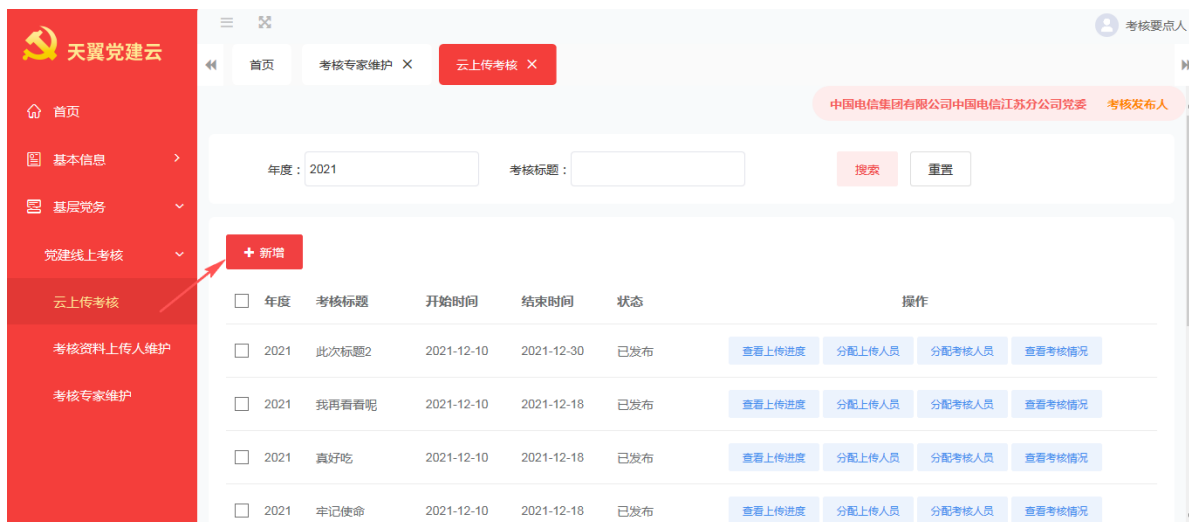 天翼党建云
考核要点人
首页 考核专家维护 云上传考核
中国电信集团有限公司中国电信江苏分公司党委 考核发布人
首页
基本信息
基层党务
党建线上考核
云上传考核
考核资料上传人维护
考核专家维护
年度： 2021 考核标题： 搜索 重置
新增
年度 考核标题 开始时间 结束时间 状态 操作
2021 此次标题2 2021-12-10 2021-12-30 已发布 查看上传进度 分配上传人员 分配考核人员 查看考核情况
2021 我再看看呢 2021-12-10 2021-12-18 已发布 查看上传进度 分配上传人员 分配考核人员 查看考核情况
2021 真好吃 2021-12-10 2021-12-18 已发布 查看上传进度 分配上传人员 分配考核人员 查看考核情况
2021 牢记使命 2021-12-10 2021-12-18 已发布 查看上传进度 分配上传人员 分配考核人员 查看考核情况